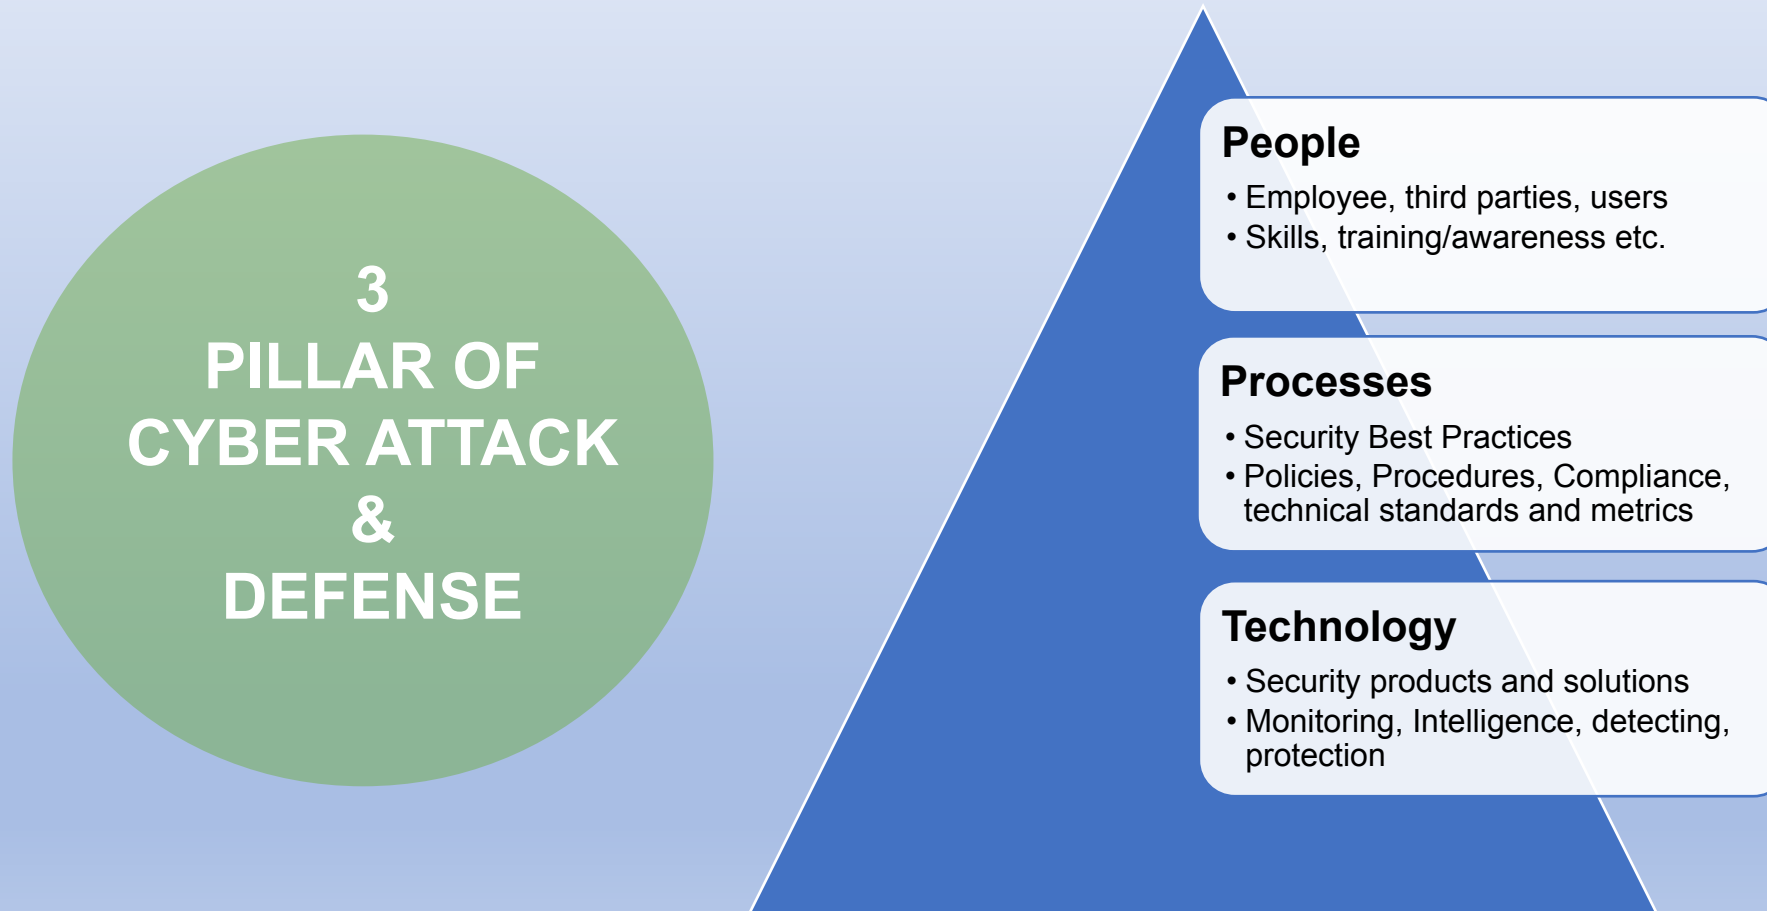 3
PILLAR OF
CYBER ATTACK
&
DEFENSE
People
• Employee, third parties, users
• Skills, training/awareness etc.
Processes
• Security Best Practices
• Policies, Procedures, Compliance,
technical standards and metrics
Technology
• Security products and solutions
• Monitoring, Intelligence, detecting,
protection